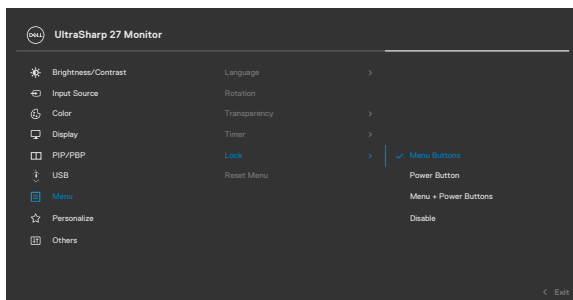 DELL UltraSharp 27 Monitor
Brightness/Contrast
Input Source
Color
Display
PIP/PBP
USB
Menu
Personalize
Others
Language
Rotation
Transparency
Timer
Lock
Reset Menu
Menu Buttons
Power Button
Menu + Power Buttons
Disable
Exit